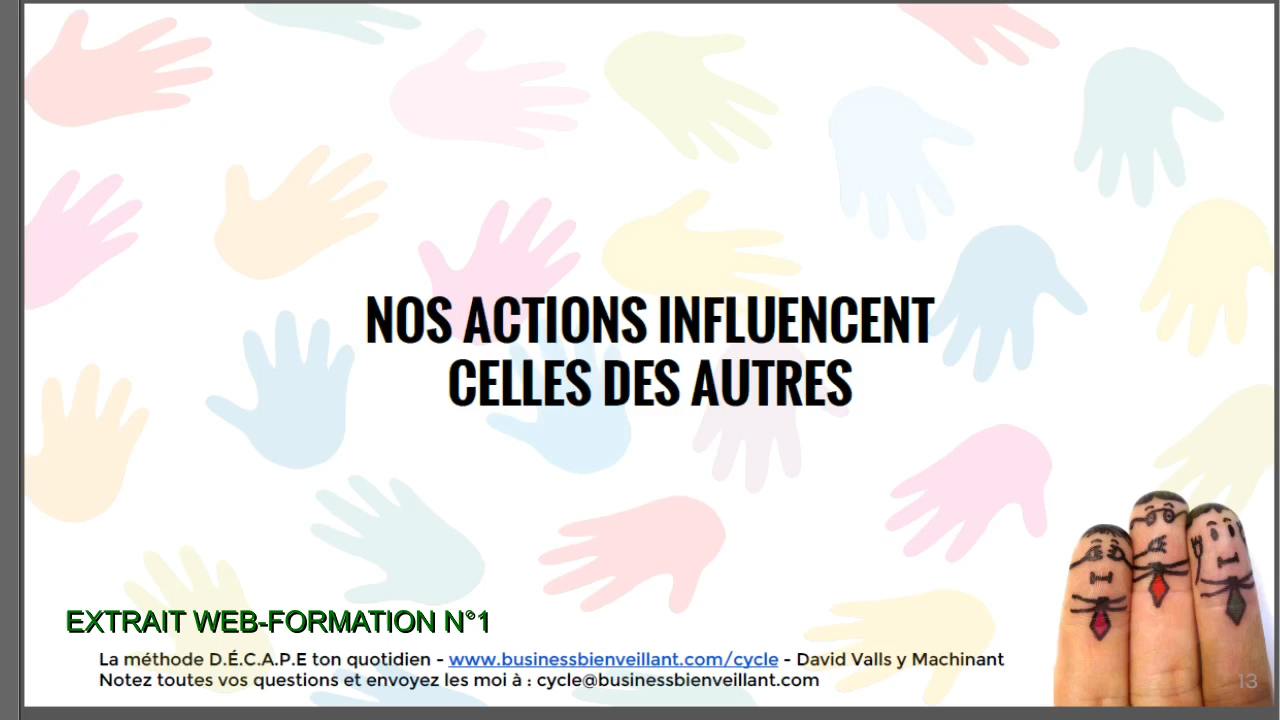 NOS ACTIONS INFLUENCENT
CELLES DES AUTRES
EXTRAIT WEB-FORMATION N°1
La méthode D.É.C.A.P.E ton quotidien - www.businessbienveillant.com/cycle - David Valls y Machinant
Notez toutes vos questions et envoyez les moi à : cycle@businessbienveillant.com
13